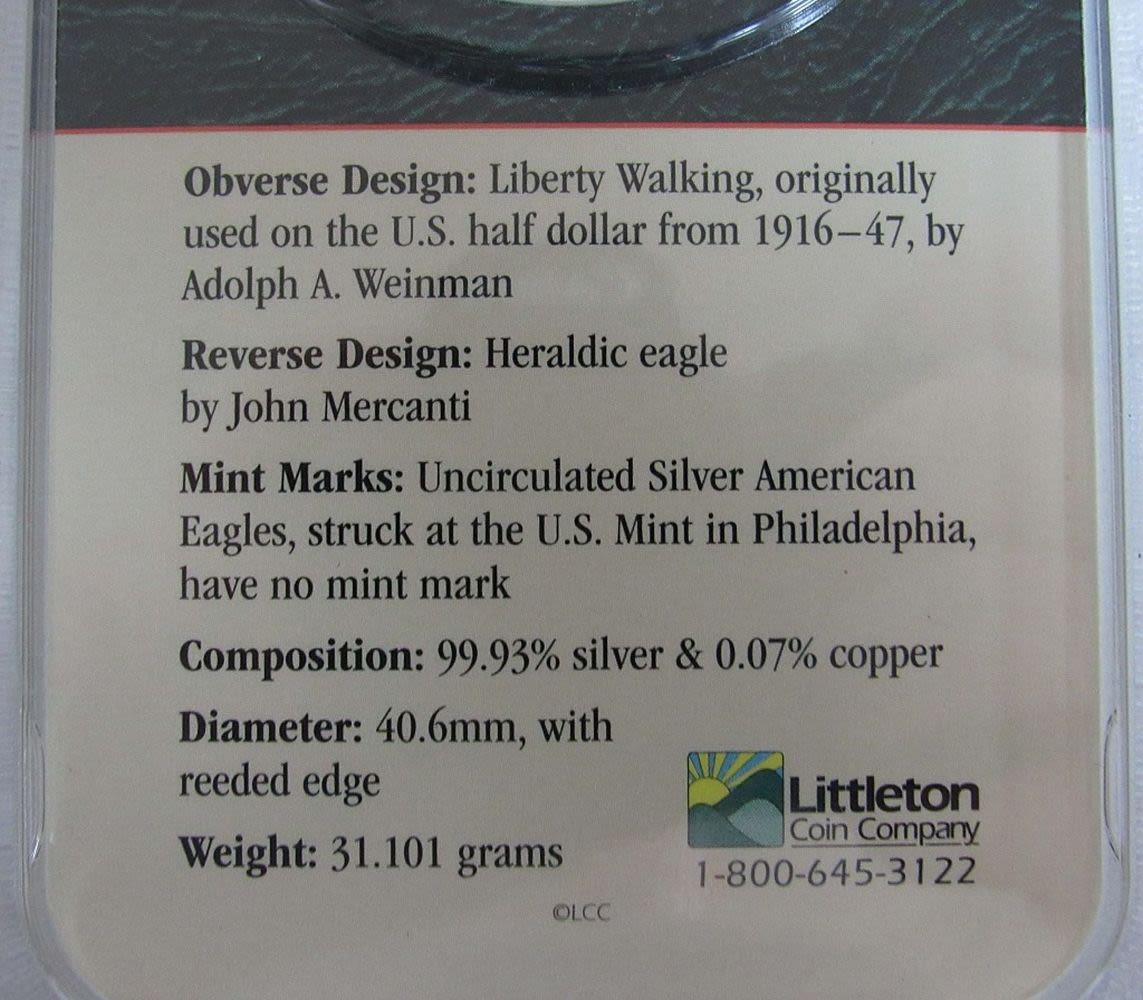 Obverse Design: Liberty Walking, originally
used on the U.S. half dollar from 1916–47, by
Adolph A. Weinman
Reverse Design: Heraldic eagle
by John Mercanti
Mint Marks: Uncirculated Silver American
Eagles, struck at the U.S. Mint in Philadelphia,
have no mint mark
Composition: 99.93% silver & 0.07% copper
Diameter: 40.6mm, with
reeded edge
Weight: 31.101 grams
Littleton
Coin Company
1-800-645-3122
©LCC